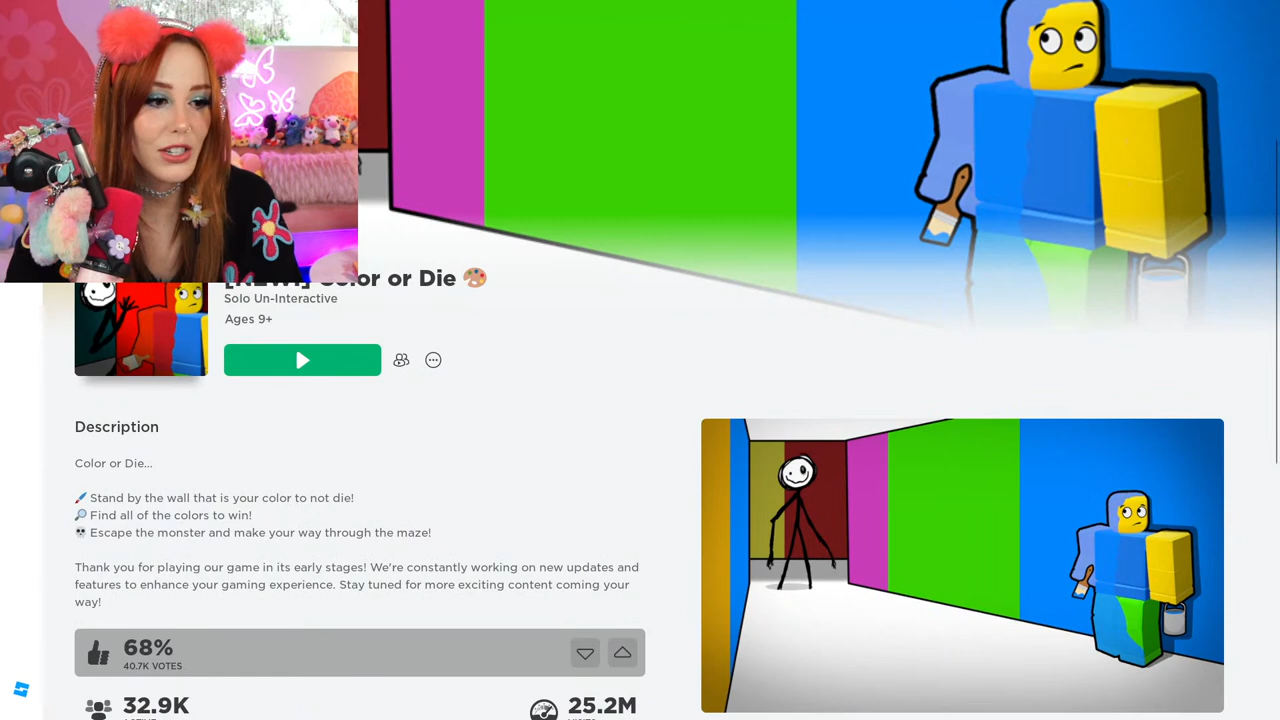 or or Die 🎨
Solo Un-Interactive
Ages 9+
Description
Color or Die...
🖌️ Stand by the wall that is your color to not die!
🔎 Find all of the colors to win!
💀 Escape the monster and make your way through the maze!
Thank you for playing our game in its early stages! We're constantly working on new updates and
features to enhance your gaming experience. Stay tuned for more exciting content coming your
way!
68%
40.7K VOTES
32.9K
25.2M